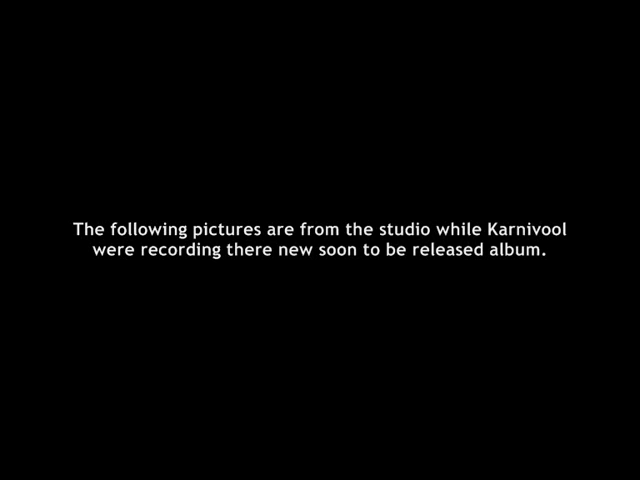 The following pictures are from the studio while Karnivool
were recording there new soon to be released album.